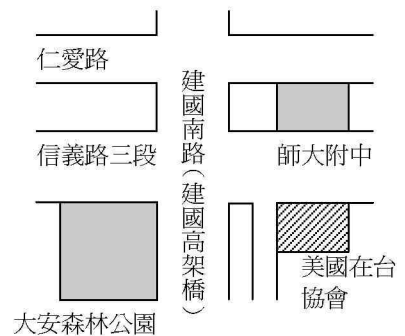 仁愛路
建國南路(建國高架橋)
信義路三段
師大附中
美國在台
協會
大安森林公園